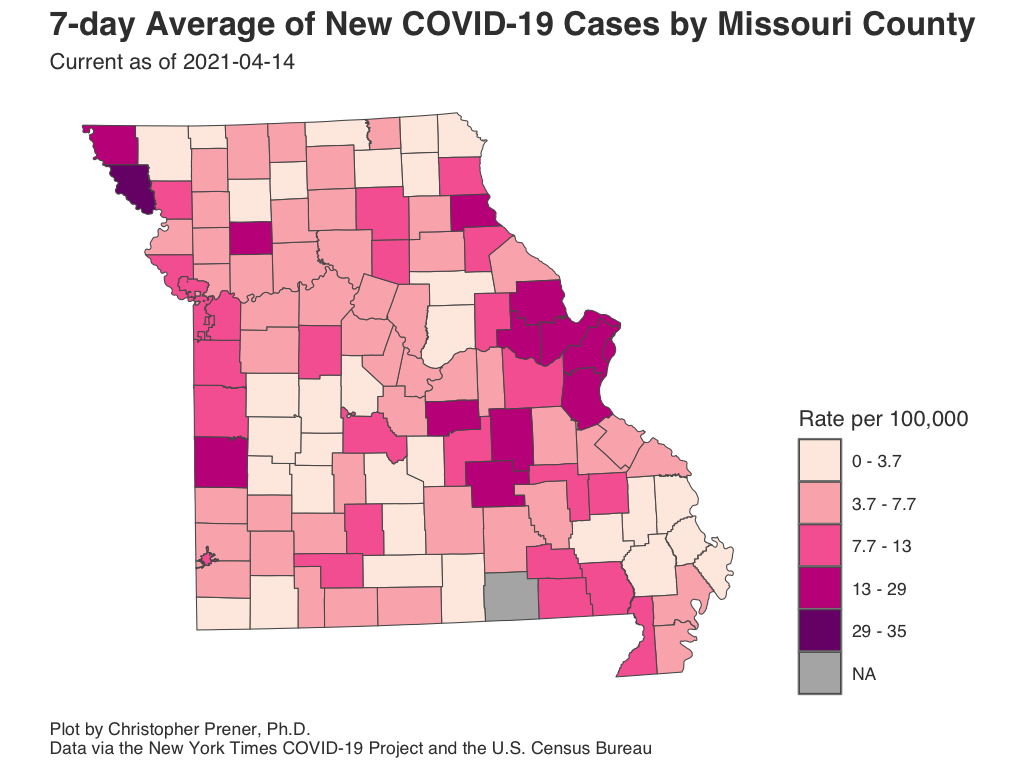 7-day Average of New COVID-19 Cases by Missouri County
Current as of 2021-04-14
Rate per 100,000
0 - 3.7
3.7 - 7.7
7.7 - 13
13 - 29
29 - 35
NA
Plot by Christopher Prener, Ph.D.
Data via the New York Times COVID-19 Project and the U.S. Census Bureau